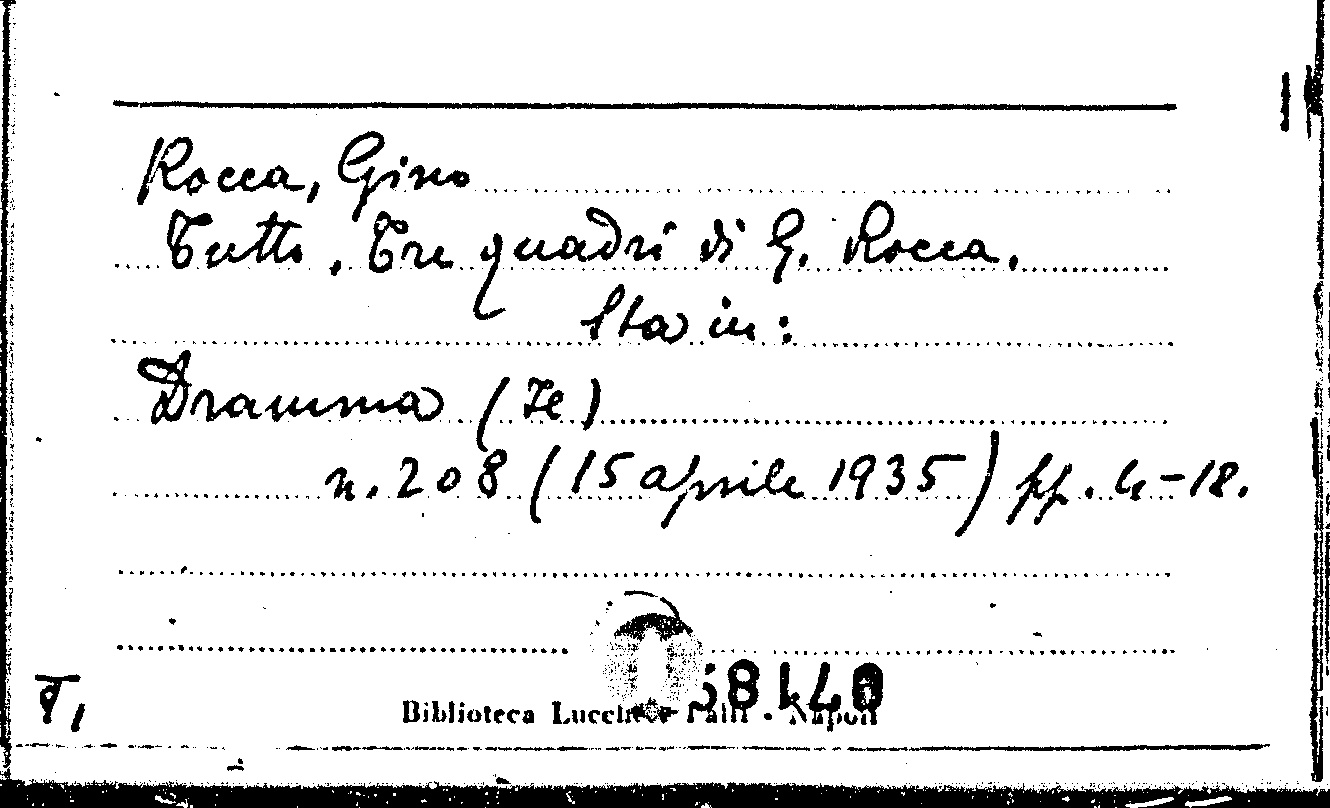 Rocca, Gino
Tutto. Tre quadri di G. Rocca.
Sta in:
Dramma (Il)
n. 208 (15 aprile 1935) pp. 4-18.
58140
Biblioteca Lucchesi Palli - Napoli